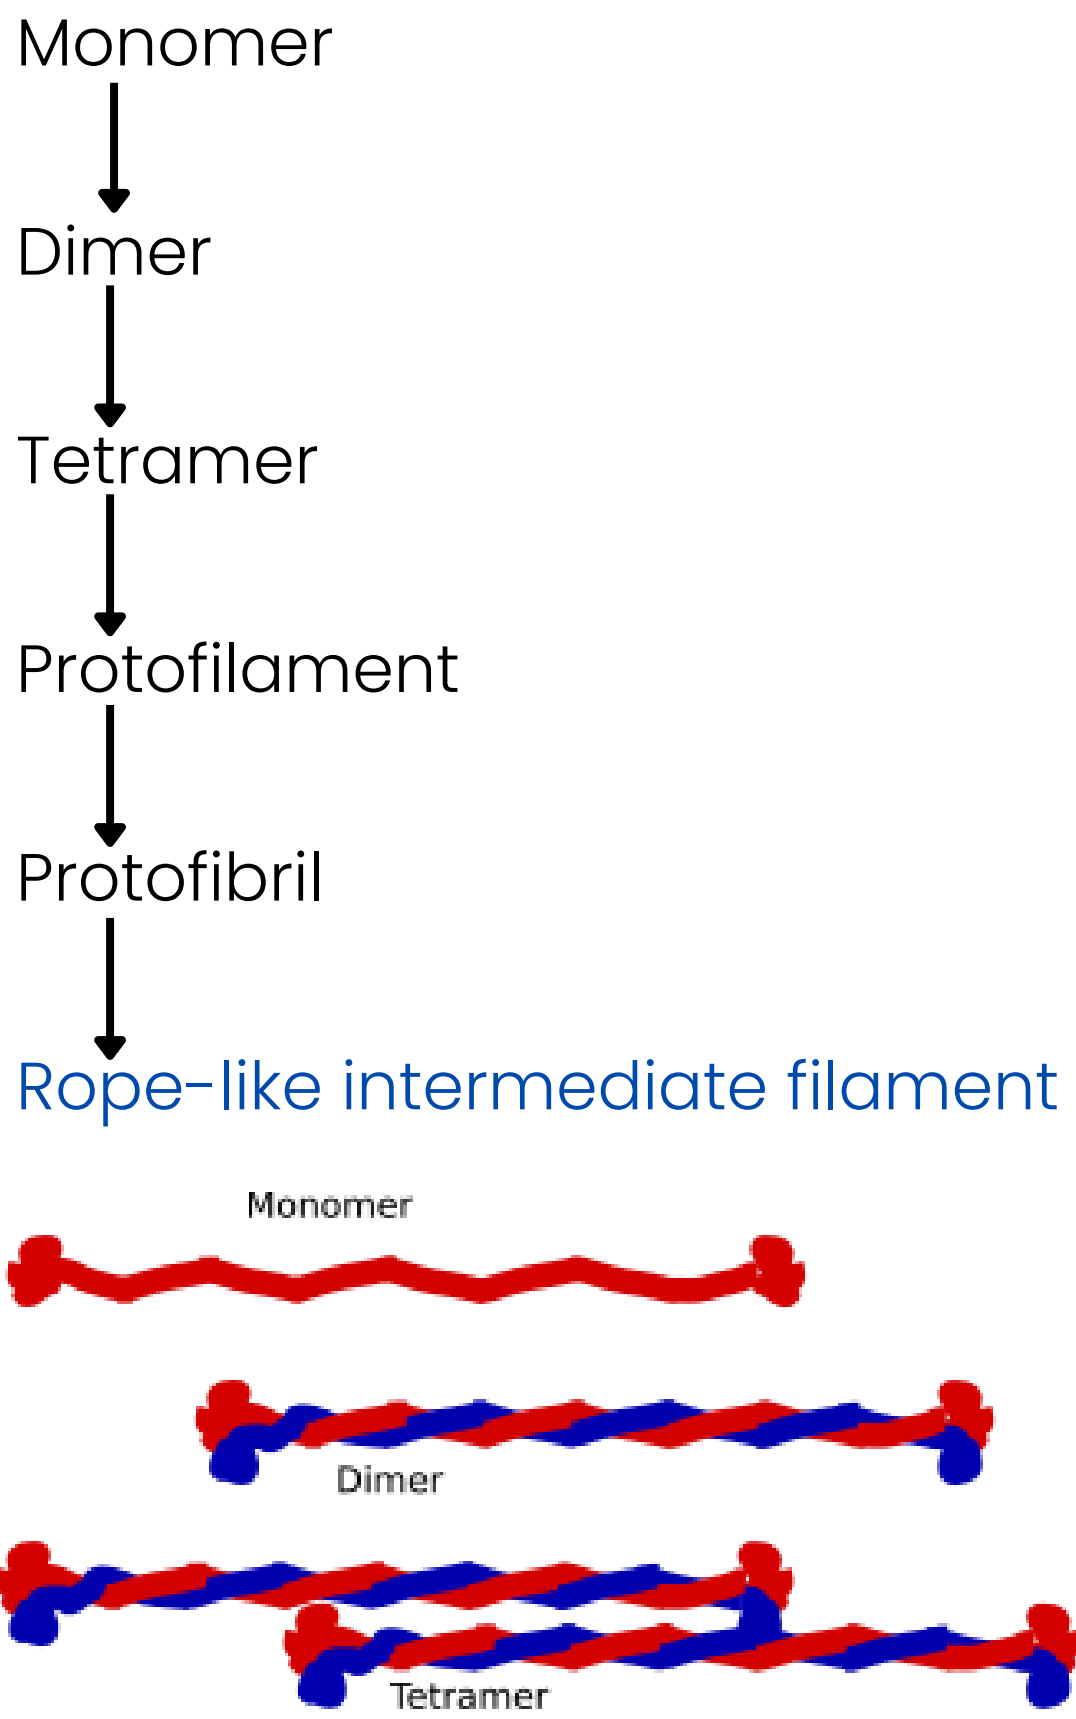 Monomer
Dimer
Tetramer
Protofilament
Protofibril
Rope-like intermediate filament
Monomer
Dimer
Tetramer